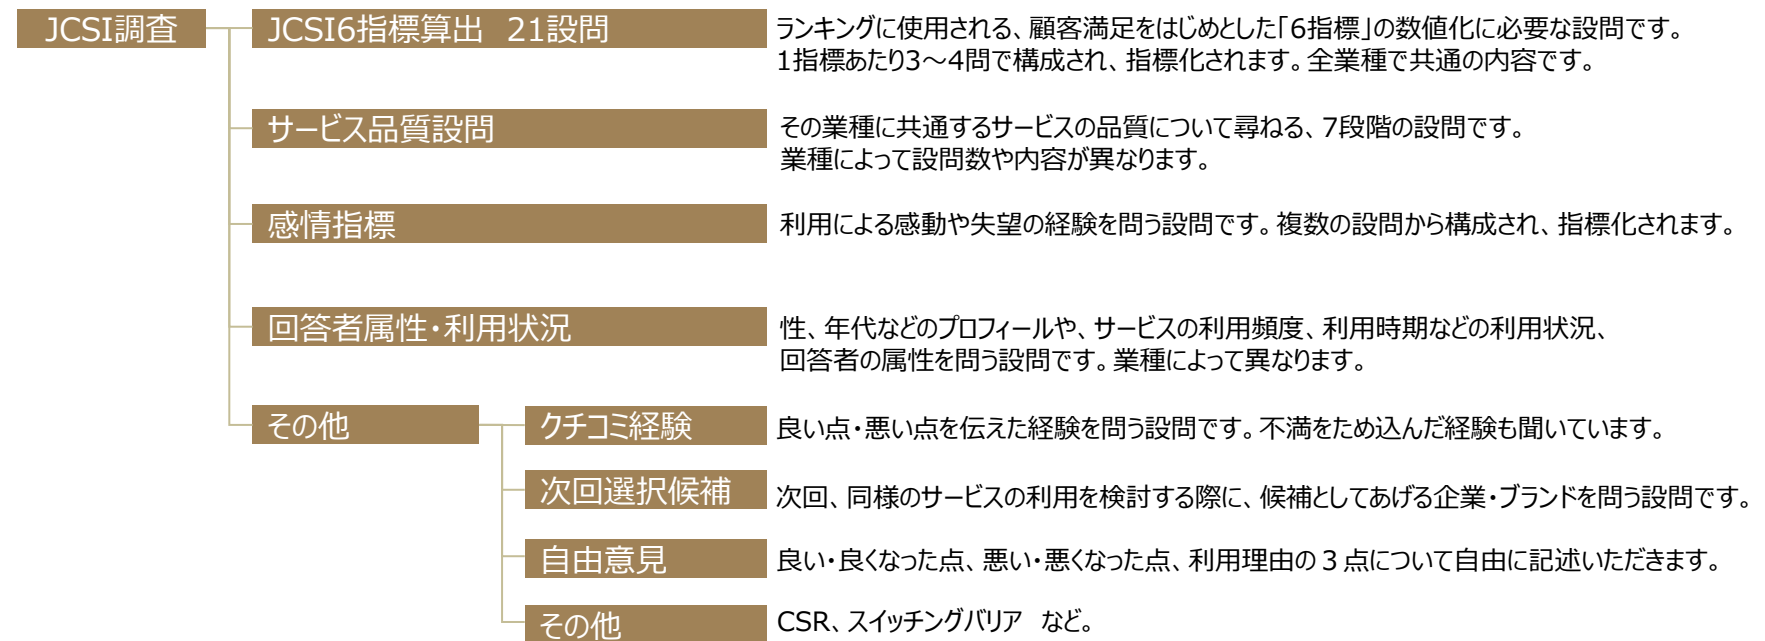 JCSI調査
JCSI6指標算出　21設問
ランキングに使用される、顧客満足をはじめとした「6指標」の数値化に必要な設問です。
1指標あたり3～4問で構成され、指標化されます。全業種で共通の内容です。
サービス品質設問
その業種に共通するサービスの品質について尋ねる、7段階の設問です。
業種によって設問数や内容が異なります。
感情指標
利用による感動や失望の経験を問う設問です。複数の設問から構成され、指標化されます。
回答者属性・利用状況
性、年代などのプロフィールや、サービスの利用頻度、利用時期などの利用状況、
回答者の属性を問う設問です。業種によって異なります。
その他
クチコミ経験
良い点・悪い点を伝えた経験を問う設問です。不満をため込んだ経験も聞いています。
次回選択候補
次回、同様のサービスの利用を検討する際に、候補としてあげる企業・ブランドを問う設問です。
自由意見
良い・良くなった点、悪い・悪くなった点、利用理由の３点について自由に記述いただきます。
その他
CSR、スイッチングバリア　など。